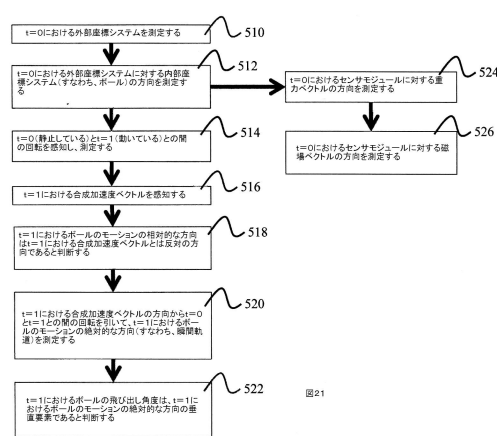 t=0における外部座標システムを測定する
510
t=0における外部座標システムに対する内部座
標システム(すなわち、ボール)の方向を測定す
る
512
t=0におけるセンサモジュールに対する重
力ベクトルの方向を測定する
524
t=0(静止している)とt=1(動いている)との間
の回転を感知し、測定する
514
t=0におけるセンサモジュールに対する磁
場ベクトルの方向を測定する
526
t=1における合成加速度ベクトルを感知する
516
t=1におけるボールのモーションの相対的な方向
はt=1における合成加速度ベクトルとは反対の方
向であると判断する
518
t=1における合成加速度ベクトルの方向からt=0
とt=1との間の回転を引いて、t=1におけるボー
ルのモーションの絶対的な方向(すなわち、瞬間軌
道)を測定する
520
t=1におけるボールの飛び出し角度は、t=1に
おけるボールのモーションの絶対的な方向の垂
直要素であると判断する
522
図21